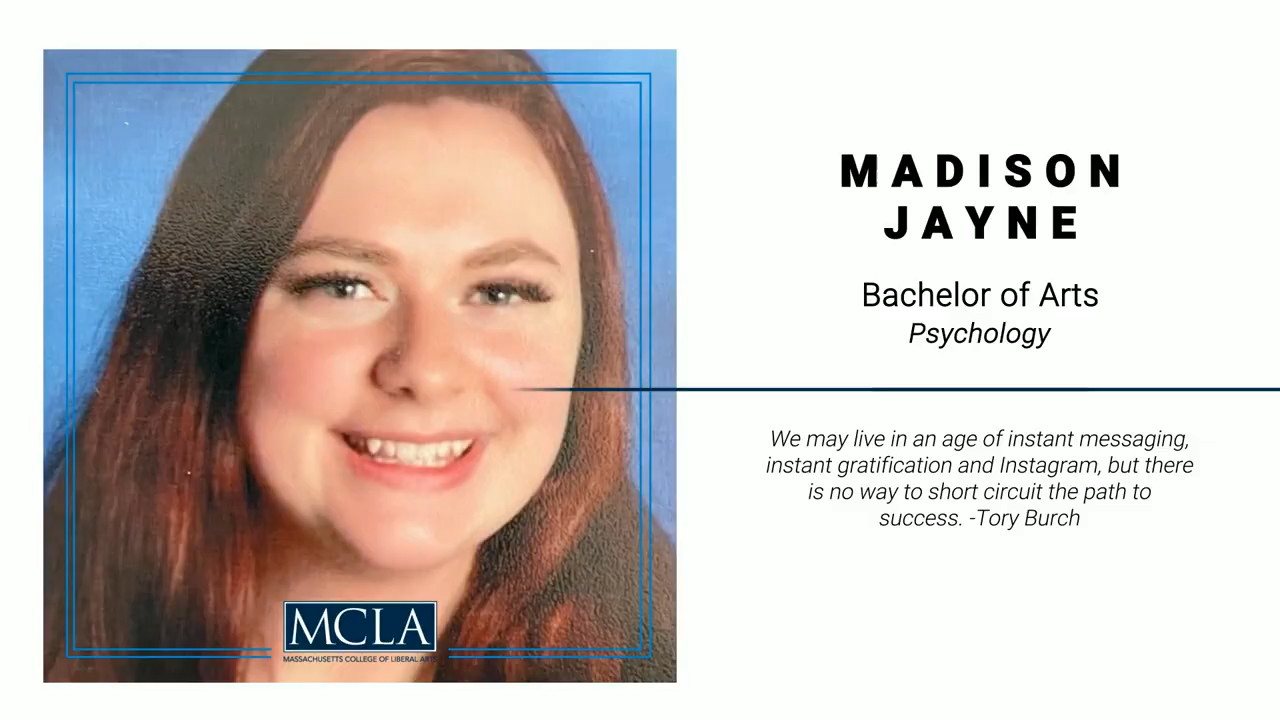 MADISON
JAYNE
Bachelor of Arts
Psychology
We may live in an age of instant messaging,
instant gratification and Instagram, but there
is no way to short circuit the path to
success. -Tory Burch
MCLA
MASSACHUSETTS COLLEGE OF LIBERAL ARTS